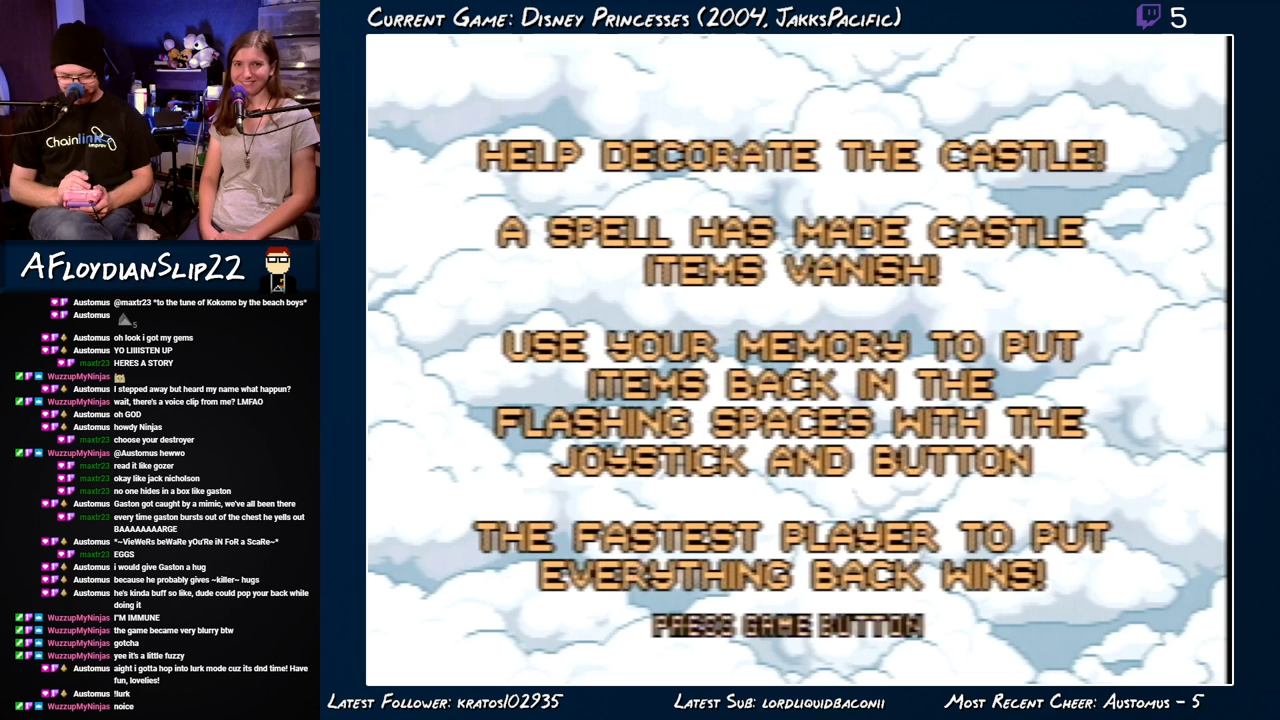 Current Game: Disney Princesses (2004, JakksPacific)
5
Chainlink
Improv
HELP DECORATE THE CASTLE!
A SPELL HAS MADE CASTLE
ITEMS VANISH!
USE YOUR MEMORY TO PUT
ITEMS BACK IN THE
FLASHING SPACES WITH THE
JOYSTICK AND BUTTON
THE FASTEST PLAYER TO PUT
EVERYTHING BACK WINS!
PRESS GAME BUTTON
AFloydianSlip22
Austomus @maxtr23 *to the tune of Kokomo by the beach boys*
Austomus 5
Austomus oh look i got my gems
Austomus YO LIIIISTEN UP
maxtr23 HERES A STORY
WuzzupMyNinjas
Austomus I stepped away but heard my name what happun?
WuzzupMyNinjas wait, there's a voice clip from me? LMFAO
Austomus oh GOD
Austomus howdy Ninjas
maxtr23 choose your destroyer
WuzzupMyNinjas @Austomus hewwo
maxtr23 read it like gozer
maxtr23 okay like jack nicholson
maxtr23 no one hides in a box like gaston
Austomus Gaston got caught by a mimic, we've all been there
maxtr23 every time gaston bursts out of the chest he yells out
BAAAAAAAARGE
Austomus *~VieWeRs beWaRe yOu'Re iN FoR a ScaRe~*
maxtr23 EGGS
Austomus i would give Gaston a hug
Austomus because he probably gives ~killer~ hugs
Austomus he's kinda buff so like, dude could pop your back while
doing it
WuzzupMyNinjas I"M IMMUNE
WuzzupMyNinjas the game became very blurry btw
WuzzupMyNinjas gotcha
WuzzupMyNinjas yee it's a little fuzzy
Austomus aight i gotta hop into lurk mode cuz its dnd time! Have
fun, lovelies!
Austomus !lurk
WuzzupMyNinjas noice
Latest Follower: kratos102935
Latest Sub: lordliquidbaconii
Most Recent Cheer: Austomus - 5